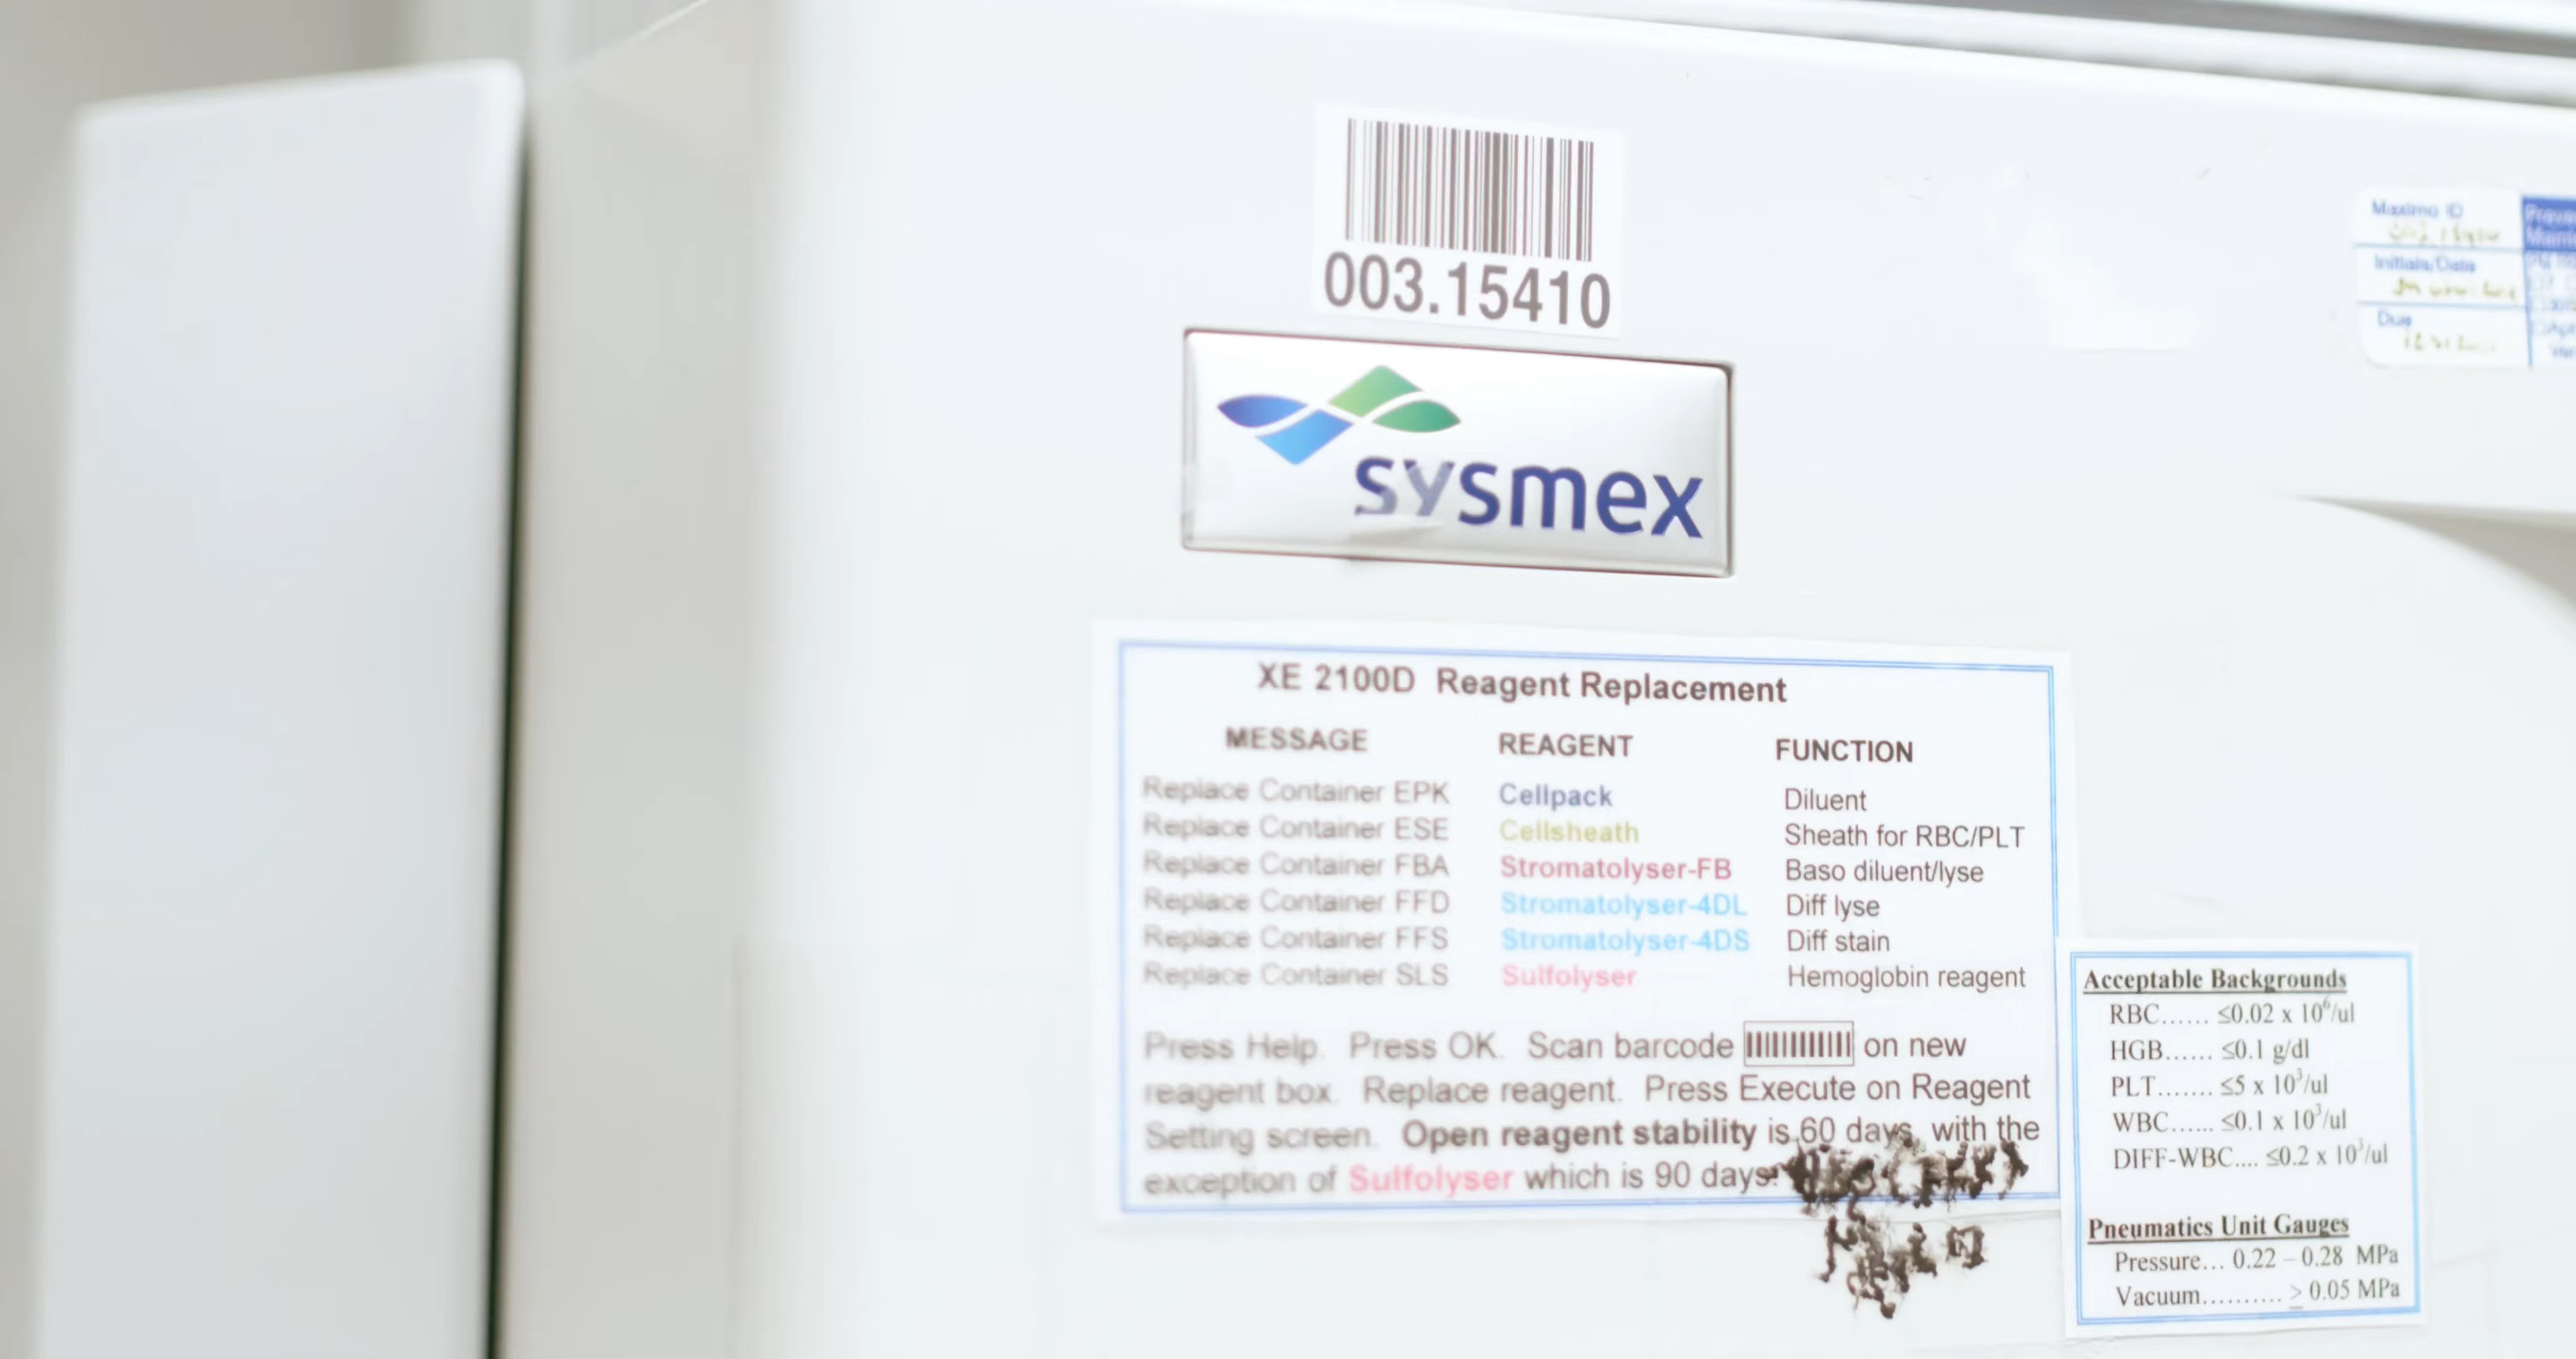 003.15410
sysmex
Maximo ID
Initials/Date
Due
XE 2100D Reagent Replacement
MESSAGE REAGENT FUNCTION
Replace Container EPK Cellpack Diluent
Replace Container ESE Cellsheath Sheath for RBC/PLT
Replace Container FBA Stromatolyser-FB Baso diluent/lyse
Replace Container FFD Stromatolyser-4DL Diff lyse
Replace Container FFS Stromatolyser-4DS Diff stain
Replace Container SLS Sulfolyser Hemoglobin reagent
Press Help. Press OK. Scan barcode on new
reagent box. Replace reagent. Press Execute on Reagent
Setting screen. Open reagent stability is 60 days, with the
exception of Sulfolyser which is 90 days.
Acceptable Backgrounds
RBC...... ≤0.02 x 10⁶/ul
HGB...... ≤0.1 g/dl
PLT....... ≤5 x 10³/ul
WBC...... ≤0.1 x 10³/ul
DIFF-WBC.... ≤0.2 x 10³/ul
Pneumatics Unit Gauges
Pressure... 0.22 – 0.28 MPa
Vacuum.......... ≥ 0.05 MPa